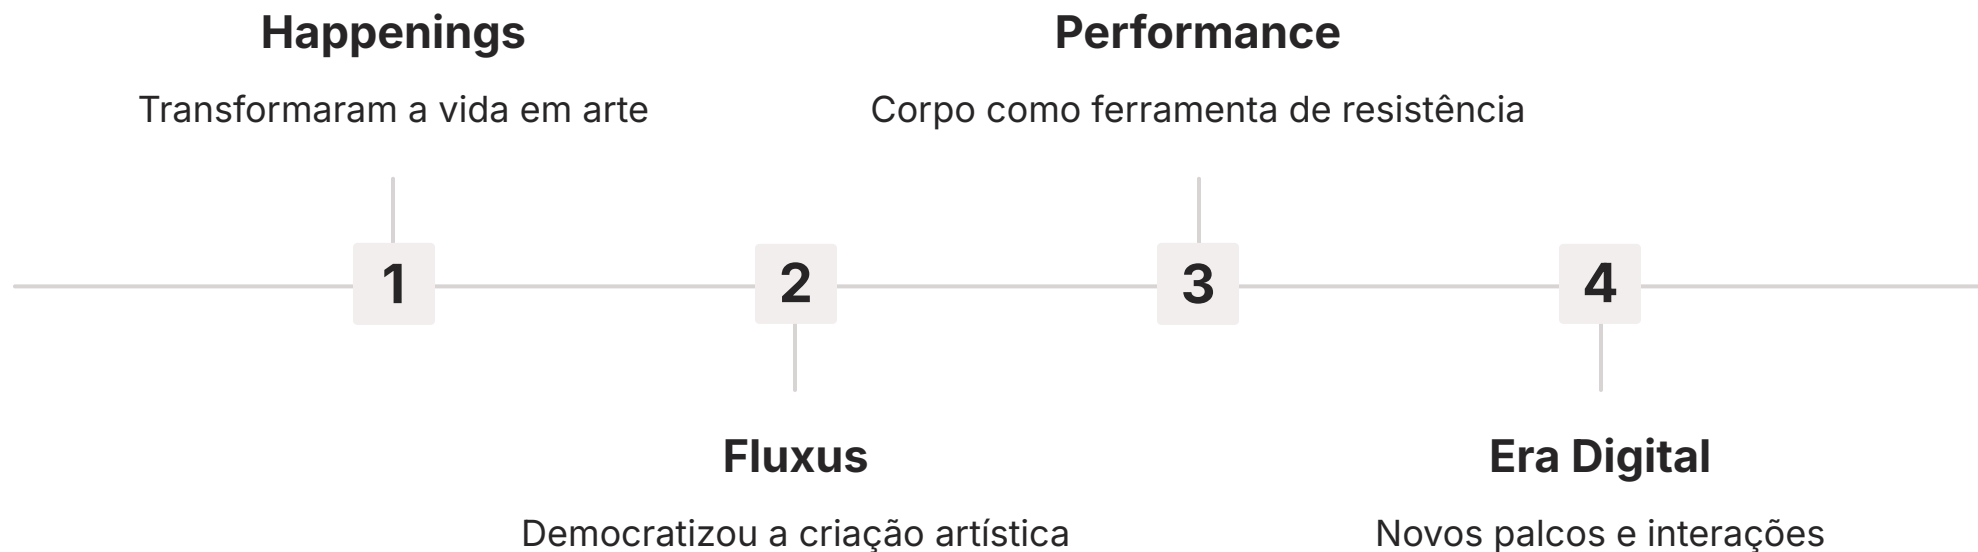 Happenings
Transformaram a vida em arte
Performance
Corpo como ferramenta de resistência
1
2
3
4
Fluxus
Democratizou a criação artística
Era Digital
Novos palcos e interações